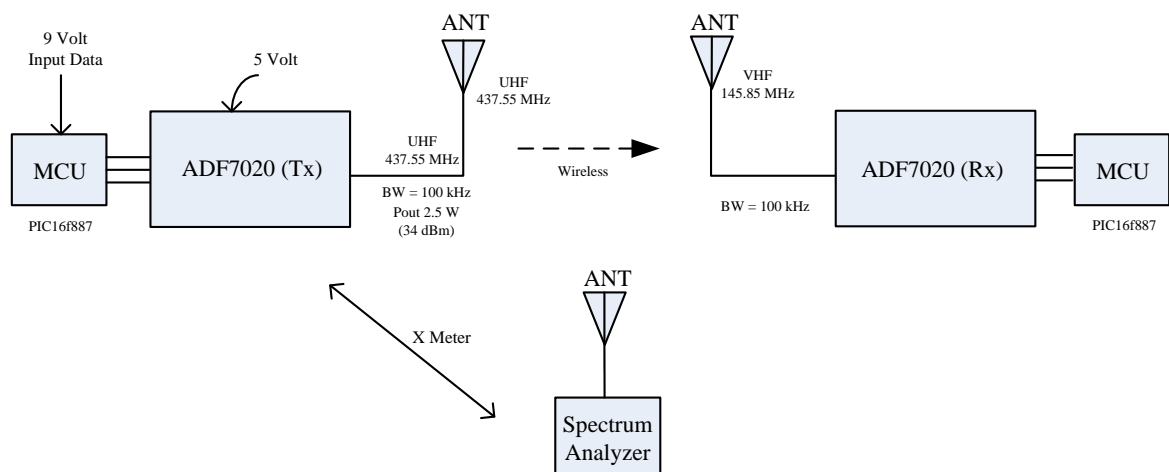 9 Volt
Input Data
MCU
PIC16f887
5 Volt
ADF7020 (Tx)
ANT
UHF
437.55 MHz
UHF
437.55 MHz
BW = 100 kHz
Pout 2.5 W
(34 dBm)
Wireless
ANT
VHF
145.85 MHz
BW = 100 kHz
ADF7020 (Rx)
MCU
PIC16f887
X Meter
ANT
Spectrum
Analyzer